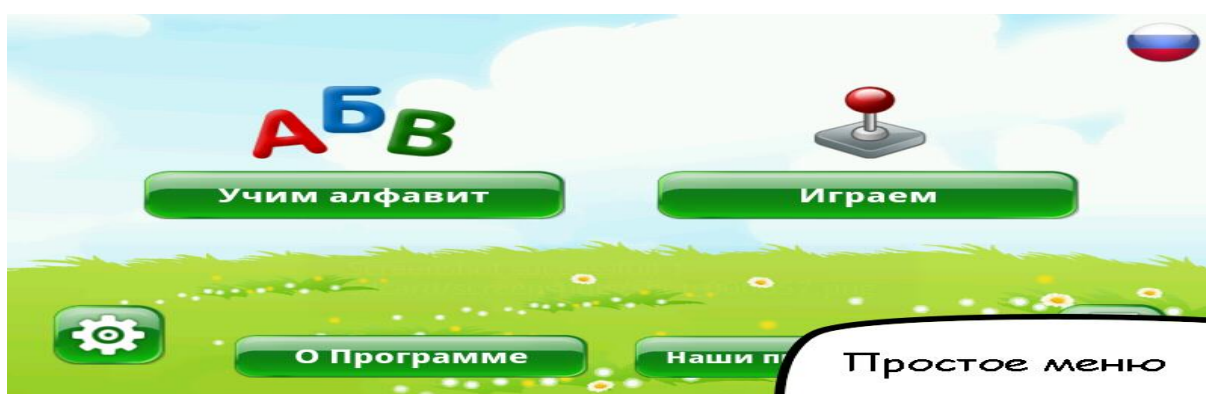 АБВ
Учим алфавит
Играем
О Программе
Наши
Простое меню